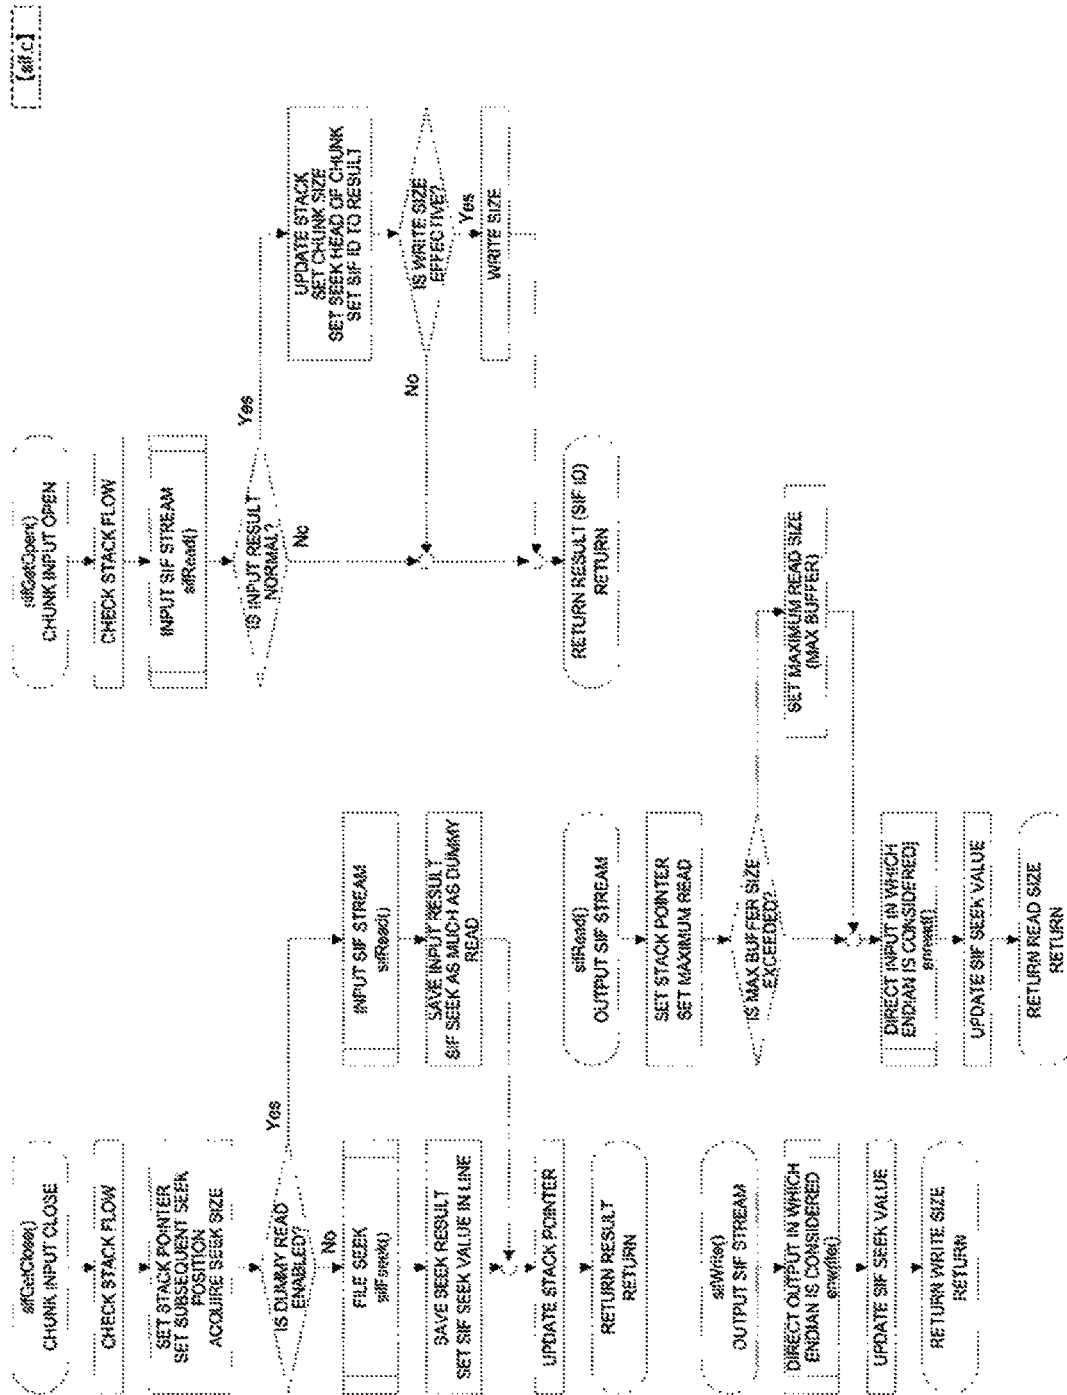 [sif.c]
sifGetClose()
CHUNK INPUT CLOSE
CHECK STACK FLOW
SET STACK POINTER
SET SUBSEQUENT SEEK
POSITION
ACQUIRE SEEK SIZE
IS DUMMY READ
ENABLED?
Yes
No
FILE SEEK
sifFseek()
SAVE SEEK RESULT
SET SIF SEEK VALUE IN LINE
INPUT SIF STREAM
sifRead()
SAVE INPUT RESULT
SIF SEEK AS MUCH AS DUMMY
READ
UPDATE STACK POINTER
RETURN RESULT
RETURN
sifGetOpen()
CHUNK INPUT OPEN
CHECK STACK FLOW
INPUT SIF STREAM
sifRead()
IS INPUT RESULT
NORMAL?
Yes
No
UPDATE STACK
SET CHUNK SIZE
SET SEEK HEAD OF CHUNK
SET SIF ID TO RESULT
IS WRITE SIZE
EFFECTIVE?
No
Yes
WRITE SIZE
RETURN RESULT (SIF ID)
RETURN
sifWrite()
OUTPUT SIF STREAM
DIRECT OUTPUT IN WHICH
ENDIAN IS CONSIDERED
enwrite()
UPDATE SIF SEEK VALUE
RETURN WRITE SIZE
RETURN
sifRead()
OUTPUT SIF STREAM
SET STACK POINTER
SET MAXIMUM READ
IS MAX BUFFER SIZE
EXCEEDED?
SET MAXIMUM READ SIZE
(MAX BUFFER)
DIRECT INPUT IN WHICH
ENDIAN IS CONSIDERED]
enread()
UPDATE SIF SEEK VALUE
RETURN READ SIZE
RETURN